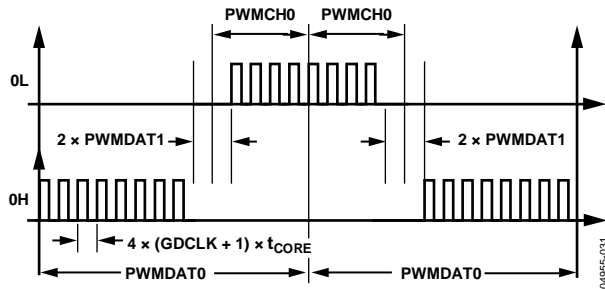 PWMCH0 PWMCH0
0L
2 × PWMDAT1 2 × PWMDAT1
0H
4 × (GDCLK + 1) × tCORE
PWMDAT0 PWMDAT0
04955-031